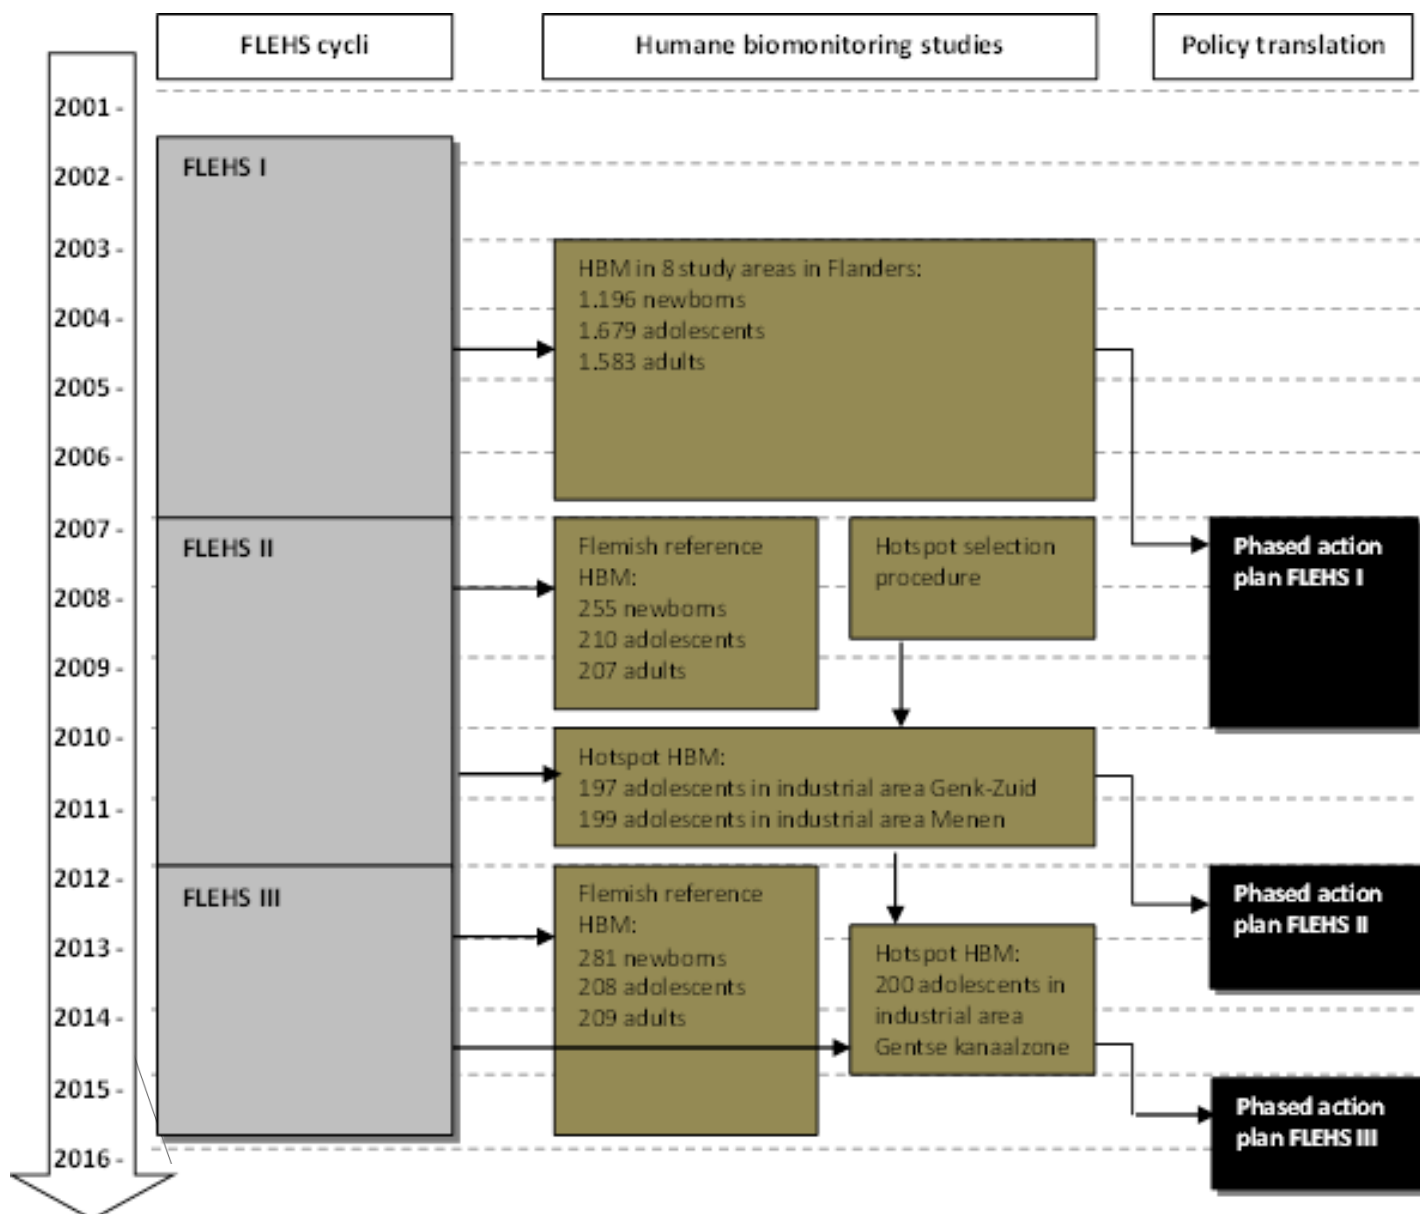 FLEHS cycli
Humane biomonitoring studies
Policy translation
2001 -
2002 -
2003 -
2004 -
2005 -
2006 -
2007 -
2008 -
2009 -
2010 -
2011 -
2012 -
2013 -
2014 -
2015 -
2016 -
FLEHS I
HBM in 8 study areas in Flanders:
1.196 newborns
1.679 adolescents
1.583 adults
FLEHS II
Flemish reference
HBM:
255 newborns
210 adolescents
207 adults
Hotspot selection
procedure
Phased action
plan FLEHS I
Hotspot HBM:
197 adolescents in industrial area Genk-Zuid
199 adolescents in industrial area Menen
FLEHS III
Flemish reference
HBM:
281 newborns
208 adolescents
209 adults
Hotspot HBM:
200 adolescents in
industrial area
Gentse kanaalzone
Phased action
plan FLEHS II
Phased action
plan FLEHS III